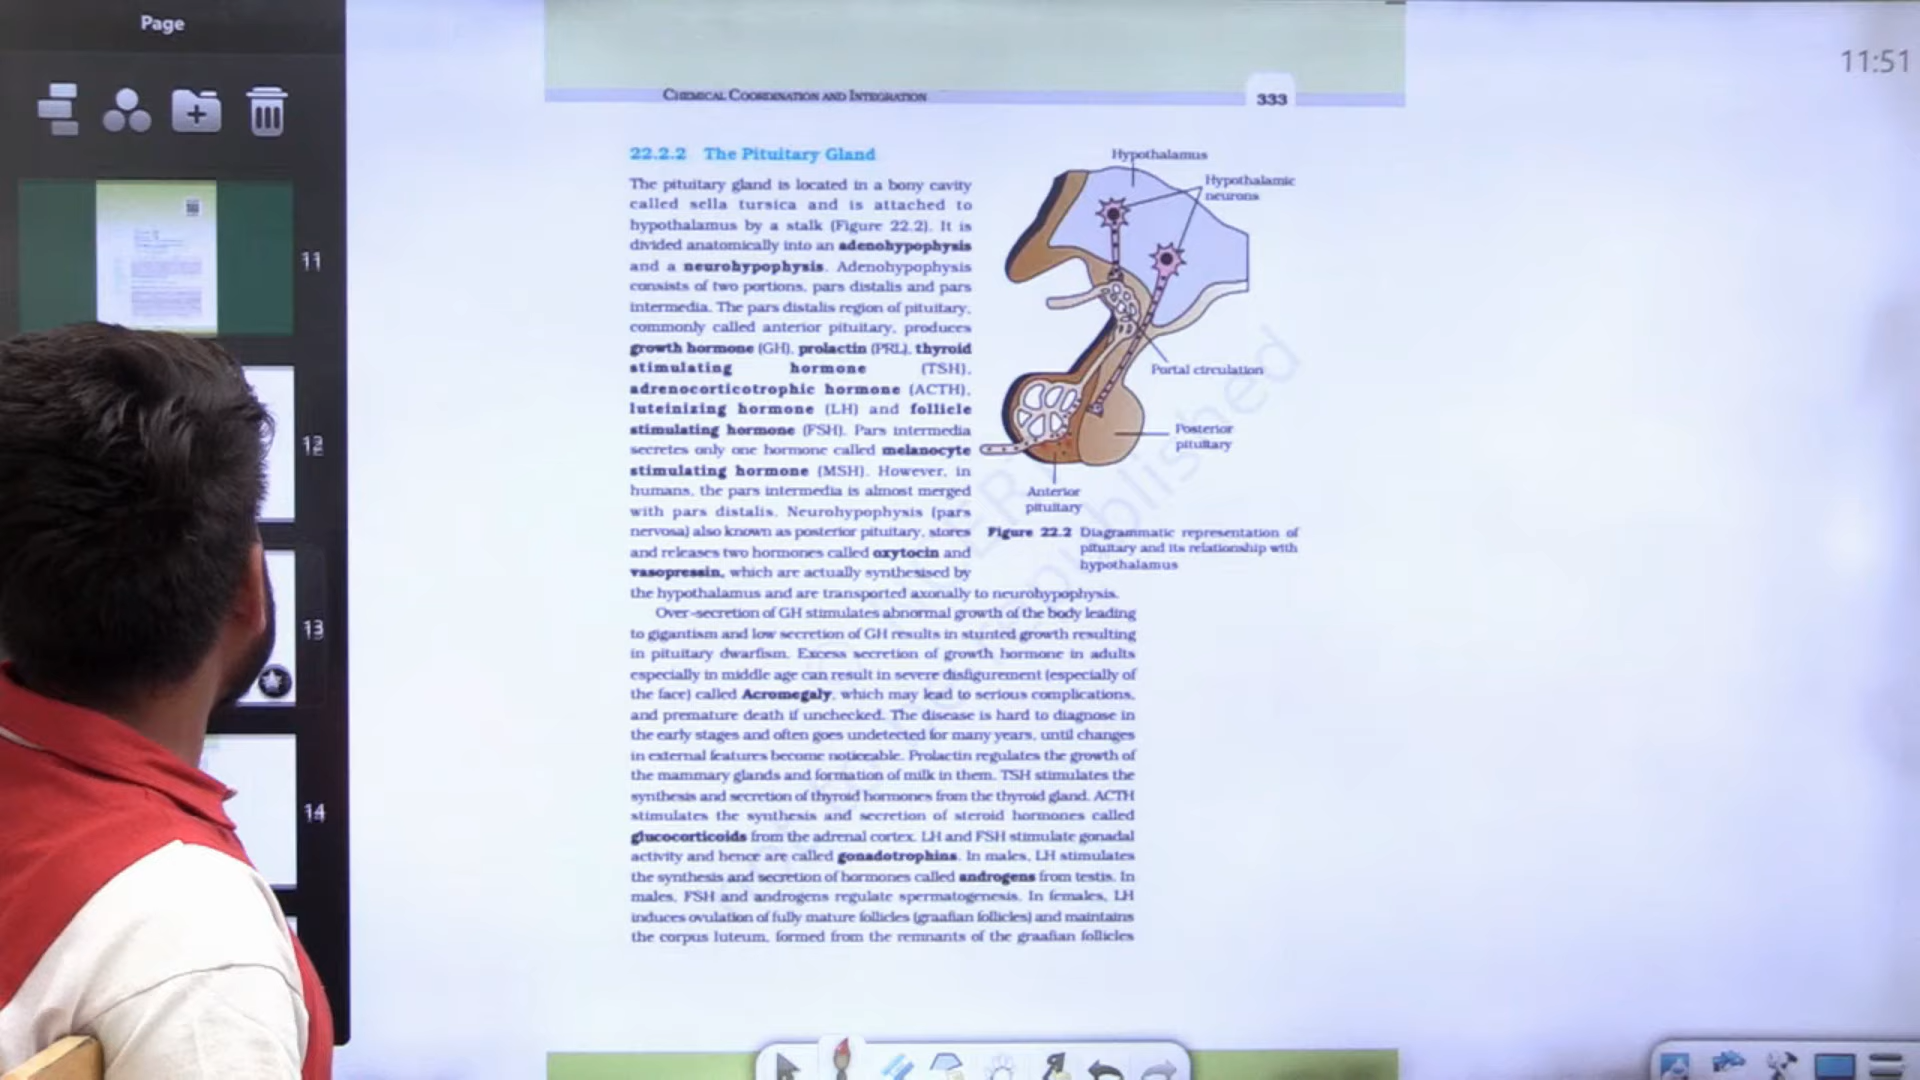 Page
11:51
CHEMICAL COORDINATION AND INTEGRATION
333
22.2.2 The Pituitary Gland
The pituitary gland is located in a bony cavity
called sella tursica and is attached to
hypothalamus by a stalk (Figure 22.2). It is
divided anatomically into an adenohypophysis
and a neurohypophysis. Adenohypophysis
consists of two portions, pars distalis and pars
intermedia. The pars distalis region of pituitary,
commonly called anterior pituitary, produces
growth hormone (GH), prolactin (PRL), thyroid
stimulating hormone (TSH),
adrenocorticotrophic hormone (ACTH),
luteinizing hormone (LH) and follicle
stimulating hormone (FSH). Pars intermedia
secretes only one hormone called melanocyte
stimulating hormone (MSH). However, in
humans, the pars intermedia is almost merged
with pars distalis. Neurohypophysis (pars
nervosa) also known as posterior pituitary, stores
and releases two hormones called oxytocin and
vasopressin, which are actually synthesised by
the hypothalamus and are transported axonally to neurohypophysis.
Over-secretion of GH stimulates abnormal growth of the body leading
to gigantism and low secretion of GH results in stunted growth resulting
in pituitary dwarfism. Excess secretion of growth hormone in adults
especially in middle age can result in severe disfigurement (especially of
the face) called Acromegaly, which may lead to serious complications,
and premature death if unchecked. The disease is hard to diagnose in
the early stages and often goes undetected for many years, until changes
in external features become noticeable. Prolactin regulates the growth of
the mammary glands and formation of milk in them. TSH stimulates the
synthesis and secretion of thyroid hormones from the thyroid gland. ACTH
stimulates the synthesis and secretion of steroid hormones called
glucocorticoids from the adrenal cortex. LH and FSH stimulate gonadal
activity and hence are called gonadotrophins. In males, LH stimulates
the synthesis and secretion of hormones called androgens from testis. In
males, FSH and androgens regulate spermatogenesis. In females, LH
induces ovulation of fully mature follicles (graafian follicles) and maintains
the corpus luteum, formed from the remnants of the graafian follicles
Hypothalamus
Hypothalamic
neurons
Portal circulation
Posterior
pituitary
Anterior
pituitary
Figure 22.2 Diagrammatic representation of
pituitary and its relationship with
hypothalamus
11
12
13
14